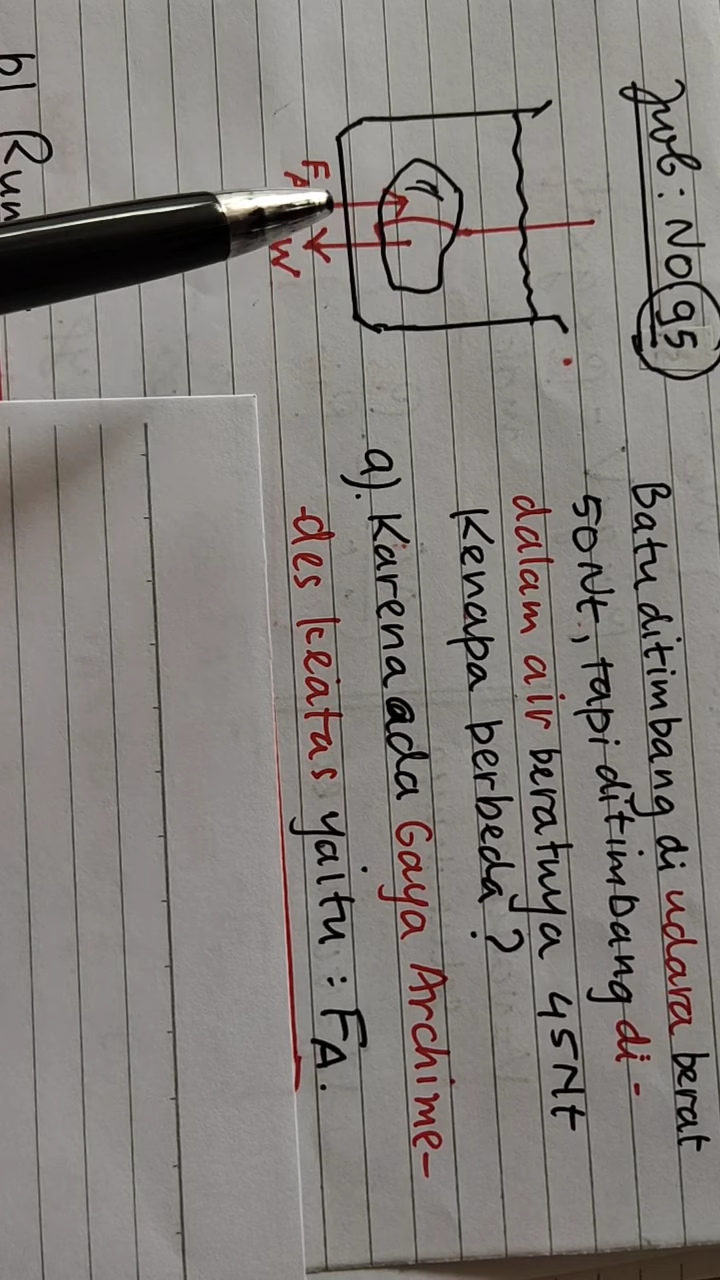 Jwb: No 95
Batu ditimbang di udara berat
50Nt, tapi ditimbang di-
dalam air beratnya 45Nt
Kenapa berbeda?
a). Karena ada Gaya Archime-
-des keatas yaitu : FA.
FA
W
b) Rum